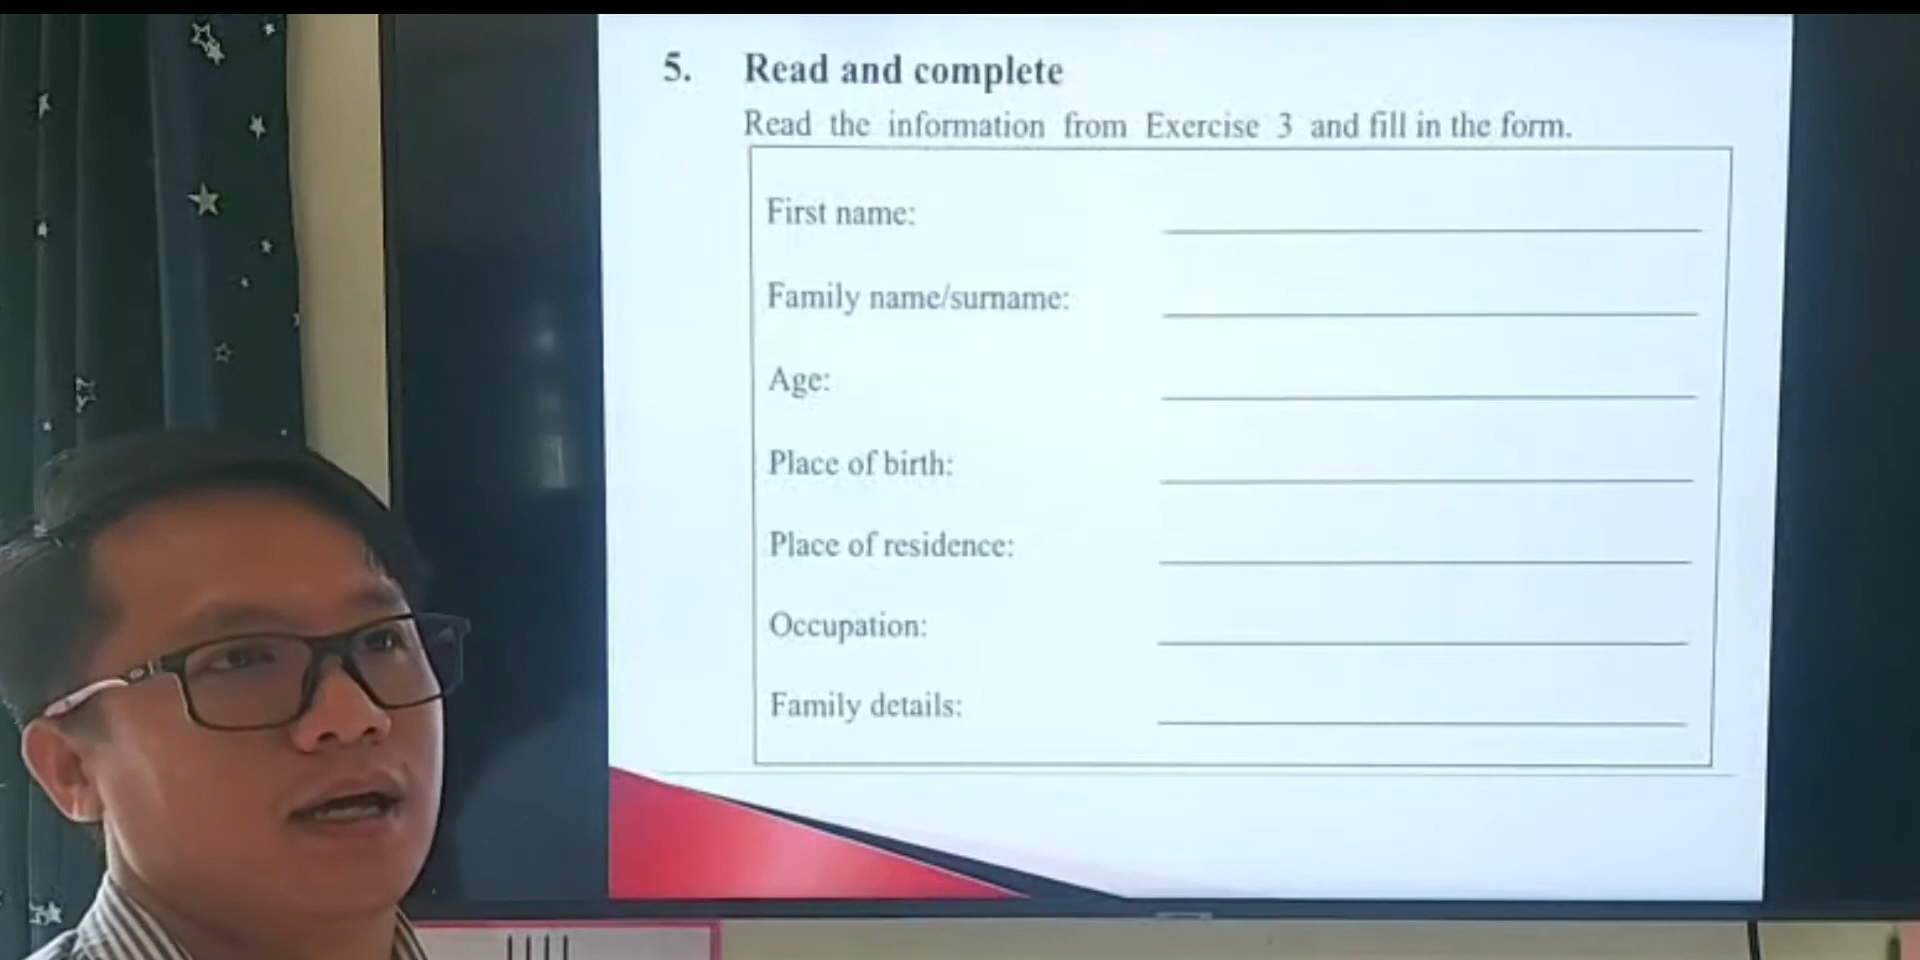 5. Read and complete
Read the information from Exercise 3 and fill in the form.
First name:
Family name/surname:
Age:
Place of birth:
Place of residence:
Occupation:
Family details: